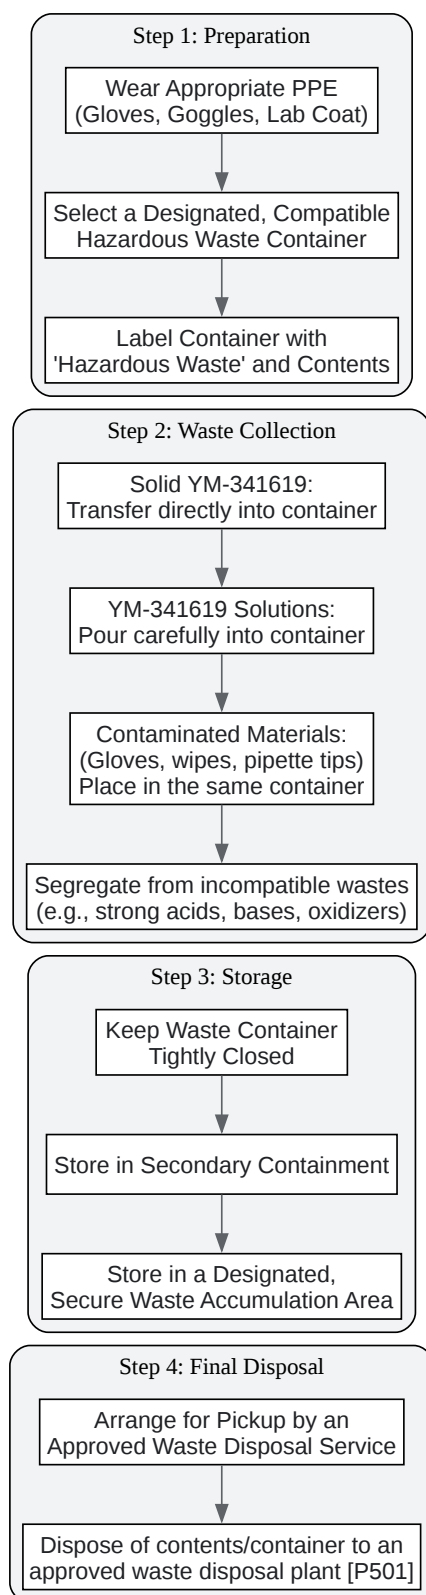 Step 1: Preparation
Wear Appropriate PPE
(Gloves, Goggles, Lab Coat)
Select a Designated, Compatible
Hazardous Waste Container
Label Container with
'Hazardous Waste' and Contents
Step 2: Waste Collection
Solid YM-341619:
Transfer directly into container
YM-341619 Solutions:
Pour carefully into container
Contaminated Materials:
(Gloves, wipes, pipette tips)
Place in the same container
Segregate from incompatible wastes
(e.g., strong acids, bases, oxidizers)
Step 3: Storage
Keep Waste Container
Tightly Closed
Store in Secondary Containment
Store in a Designated,
Secure Waste Accumulation Area
Step 4: Final Disposal
Arrange for Pickup by an
Approved Waste Disposal Service
Dispose of contents/container to an
approved waste disposal plant [P501]